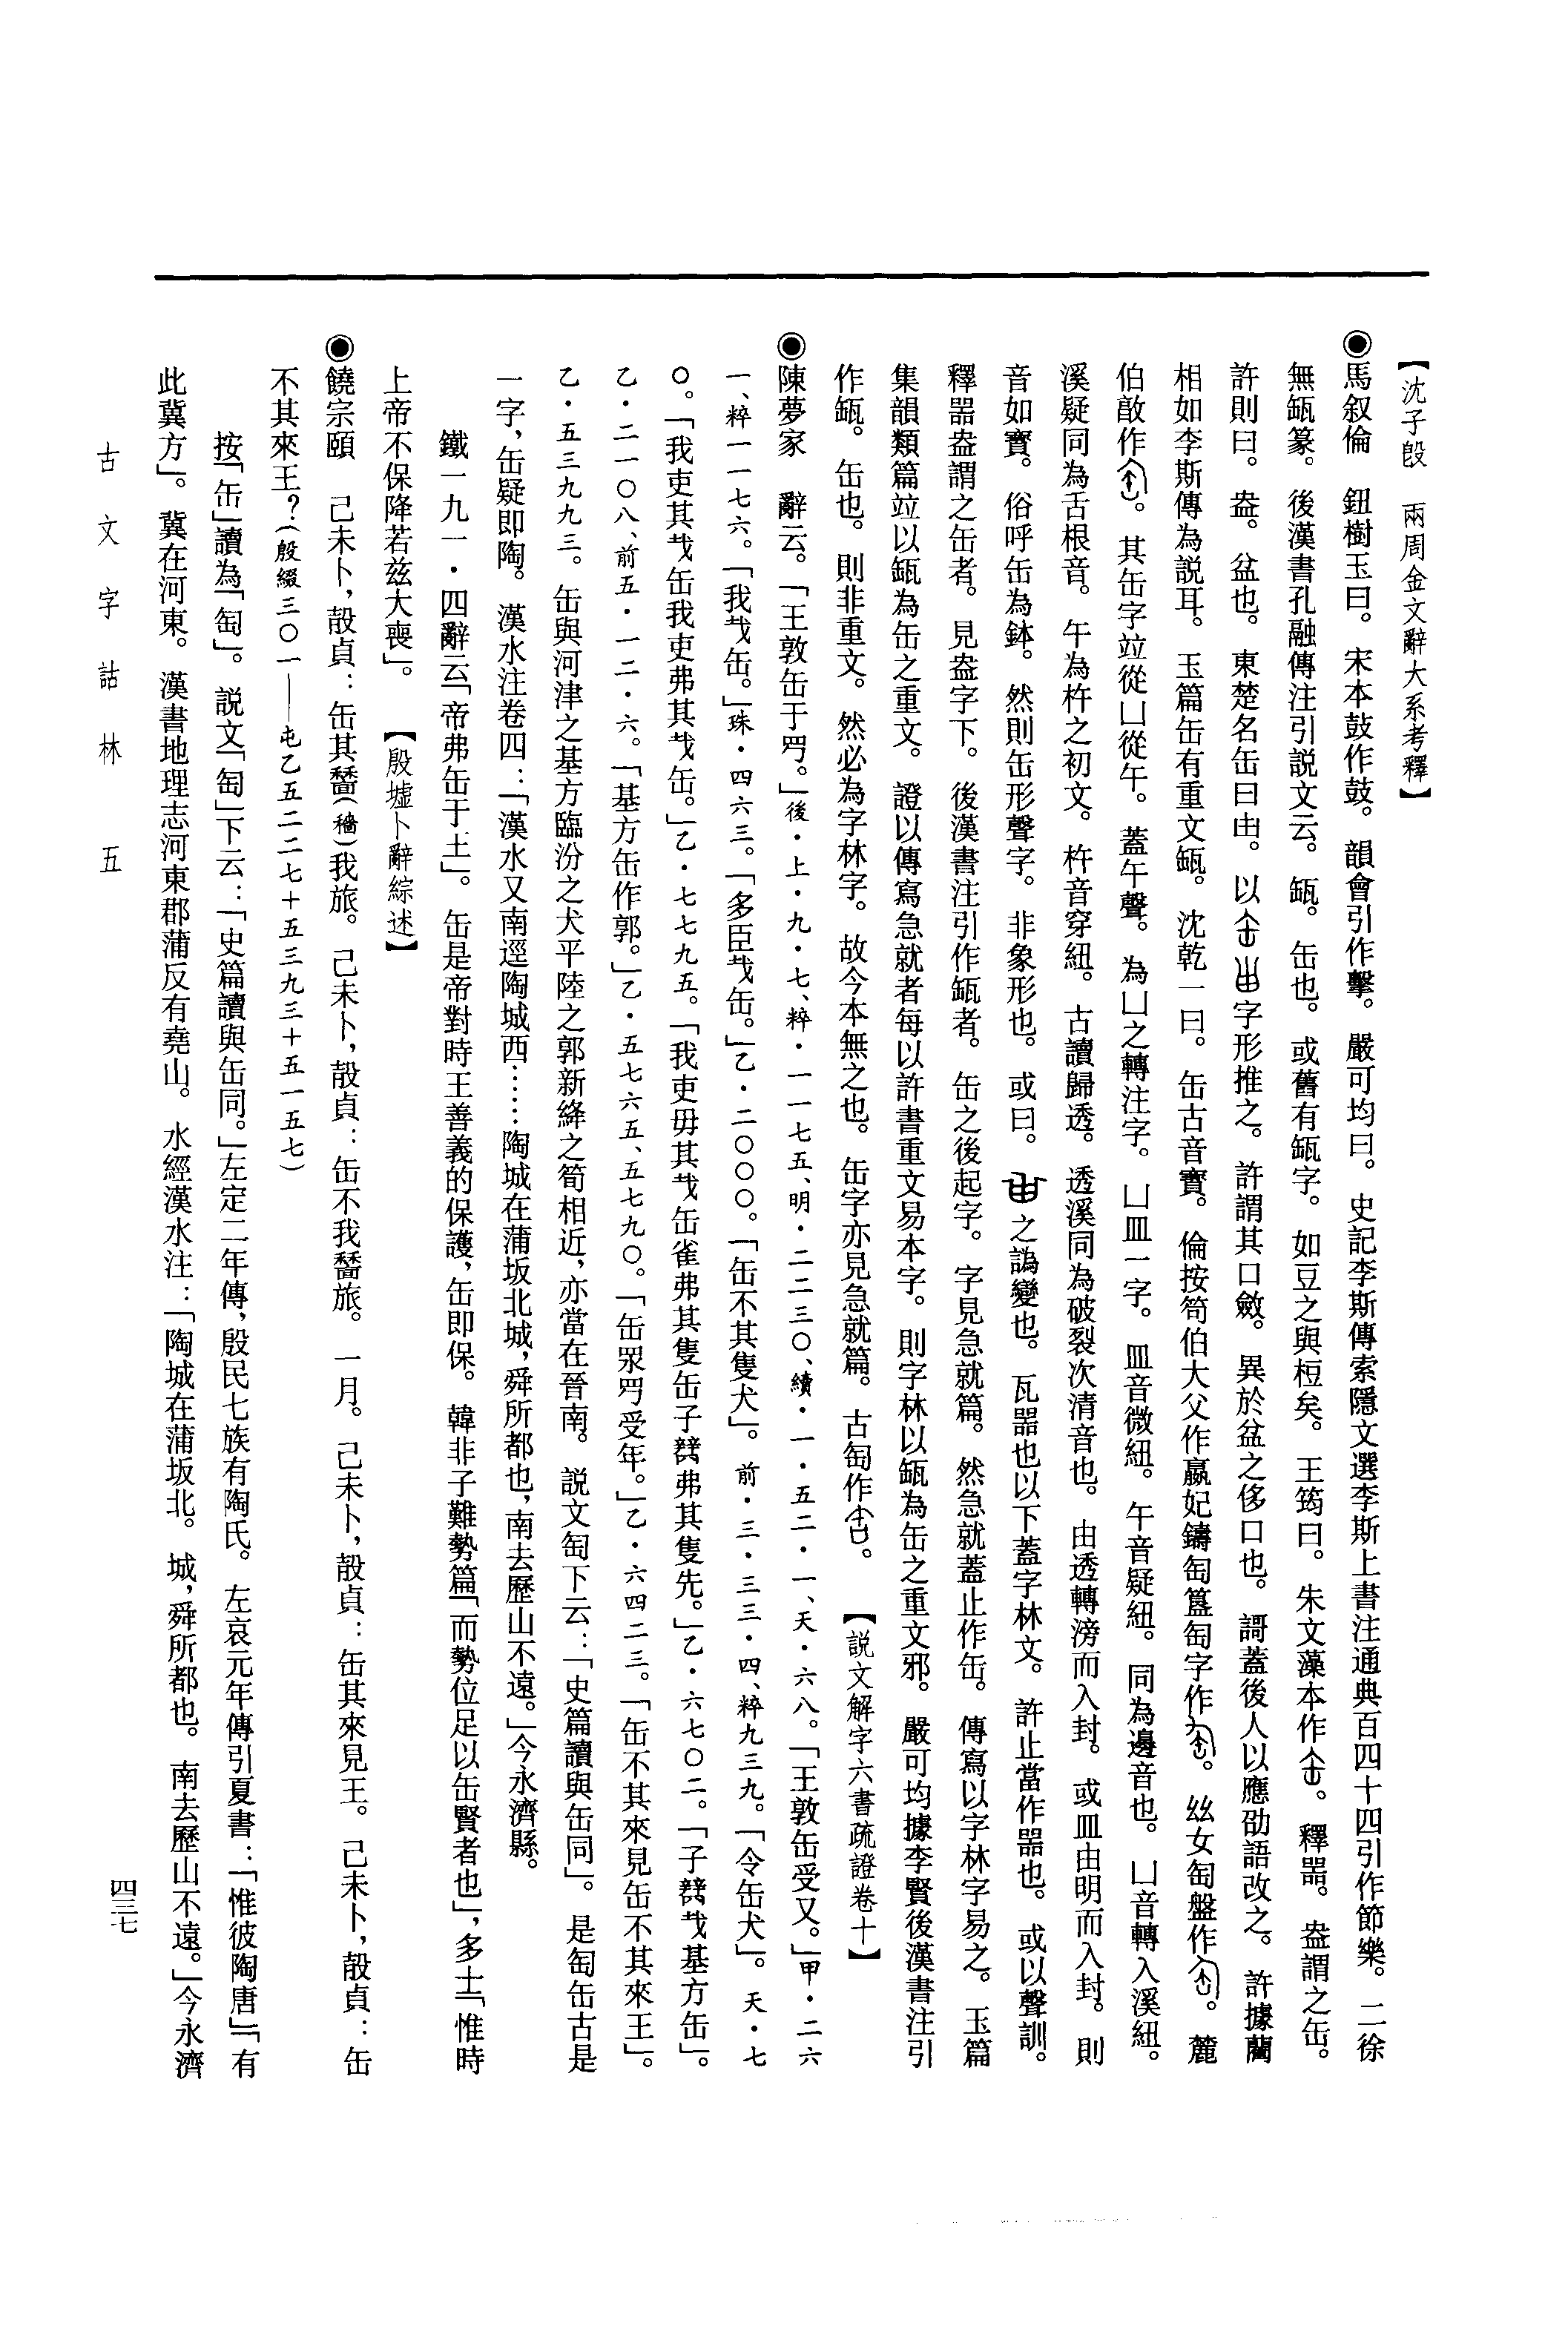 【沈子𣪘　兩周金文辭大系考釋】
◉馬叙倫　鈕樹玉曰。宋本鼓作鼔。韻會引作擊。嚴可均曰。史記李斯傳索隱文選李斯上書注通典百四十四引作節樂。二徐
無缻篆。後漢書孔融傳注引説文云。缻。缶也。或舊有缻字。如豆之與梪矣。王筠曰。朱文藻本作。釋噐。盎謂之缶。
許則曰。盎。盆也。東楚名缶曰甾。以字形推之。許謂其口斂。異於盆之侈口也。謌蓋後人以應劭語改之。許據藺
相如李斯傳為説耳。玉篇缶有重文缻。沈乾一曰。缶古音寶。倫按筍伯大父作嬴妃鑄匋簋匋字作。𢆶女匋盤作。麓
伯敨作。其缶字竝從凵從午。蓋午聲。為凵之轉注字。凵皿一字。皿音微紐。午音疑紐。同為邊音也。凵音轉入溪紐。
溪疑同為舌根音。午為杵之初文。杵音穿紐。古讀歸透。透溪同為破裂次清音也。由透轉滂而入封。或皿由明而入封。則
音如寶。俗呼缶為鉢。然則缶形聲字。非象形也。或曰。之譌變也。瓦噐也以下蓋字林文。許止當作噐也。或以聲訓。
釋噐盎謂之缶者。見盎字下。後漢書注引作缻者。缶之後起字。字見急就篇。然急就蓋止作缶。傳寫以字林字易之。玉篇
集韻類篇竝以缻為缶之重文。證以傳寫急就者每以許書重文易本字。則字林以缻為缶之重文邪。嚴可均據李賢後漢書注引
作缻。缶也。則非重文。然必為字林字。故今本無之也。缶字亦見急就篇。古匋作。　【説文解字六書疏證卷十】
◉陳夢家　辭云。「王敦缶于𦰩。」後·上·九·七、粹·一一七五、明·二二三〇、續·一·五二·一、天·六八。「王敦缶受又。」甲·二六
一、粹一一七六。「我𢦏缶。」珠·四六三。「多臣𢦏缶。」乙·二〇〇〇。「缶不其隻犬」。前·三·三三·四、粹九三九。「令缶犬」。天·七
〇。「我吏其𢦏缶我吏弗其𢦏缶。」乙·七七九五。「我吏毋其𢦏缶雀弗其隻缶子弗其隻先。」乙·六七〇二。「子𢦏基方缶」。
乙·二一〇八、前五·一二·六。「基方缶作郭。」乙·五七六五、五七九〇。「缶眔受年。」乙·六四二三。「缶不其來見缶不其來王」。
乙·五三九九三。缶與河津之基方臨汾之犬平陸之郭新絳之筍相近，亦當在晉南。説文匋下云：「史篇讀與缶同」。是匋缶古是
一字，缶疑即陶。漢水注卷四：「漢水又南逕陶城西……陶城在蒲坂北城，舜所都也，南去歷山不遠。」今永濟縣。
鐵一九一·四辭云「帝弗缶于王」。缶是帝對時王善義的保護，缶即保。韓非子難勢篇「而勢位足以缶賢者也」，多士「惟時
上帝不保降若兹大喪」。　【殷墟卜辭綜述】
◉饒宗頤　己未卜，㱿貞：缶其嗇（穡）我旅。己未卜，㱿貞：缶不我嗇旅。一月。己未卜，㱿貞：缶其來見王。己未卜，㱿貞：缶
不其來王？（殷綴三〇一——屯乙五二二七＋五三九三＋五一五七）
按「缶」讀為「匋」。説文「匋」下云：「史篇讀與缶同。」左定二年傳，殷民七族有陶氏。左哀元年傳引夏書：「惟彼陶唐」「有
此冀方」。冀在河東。漢書地理志河東郡蒲反有堯山。水經漢水注：「陶城在蒲坂北。城，舜所都也。南去歷山不遠。」今永濟
古文字詁林　五
四三七